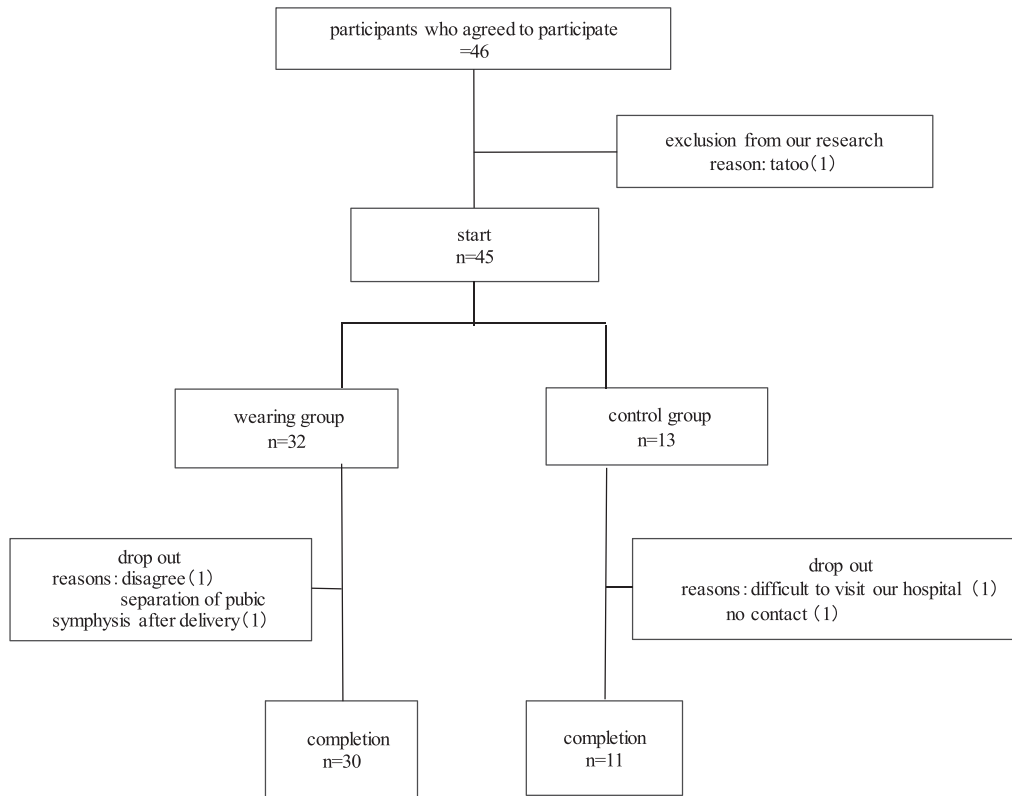 participants who agreed to participate
=46
exclusion from our research
reason: tatoo(1)
start
n=45
wearing group
n=32
control group
n=13
drop out
reasons: disagree(1)
separation of pubic
symphysis after delivery(1)
drop out
reasons: difficult to visit our hospital (1)
no contact (1)
completion
n=30
completion
n=11